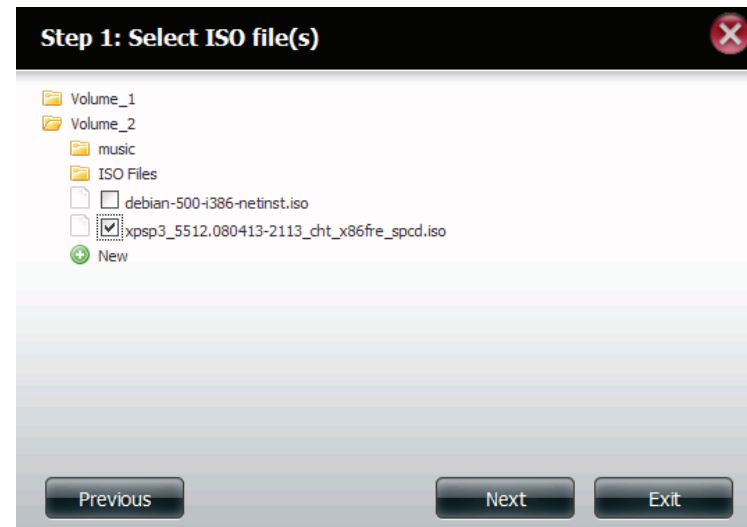 Step 1: Select ISO file(s)
Volume_1
Volume_2
music
ISO Files
debian-500-i386-netinst.iso
xpsp3_5512.080413-2113_cht_x86fre_spcd.iso
New
Previous Next Exit